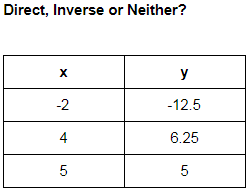 Direct, Inverse or Neither?
x y
-2 -12.5
4 6.25
5 5